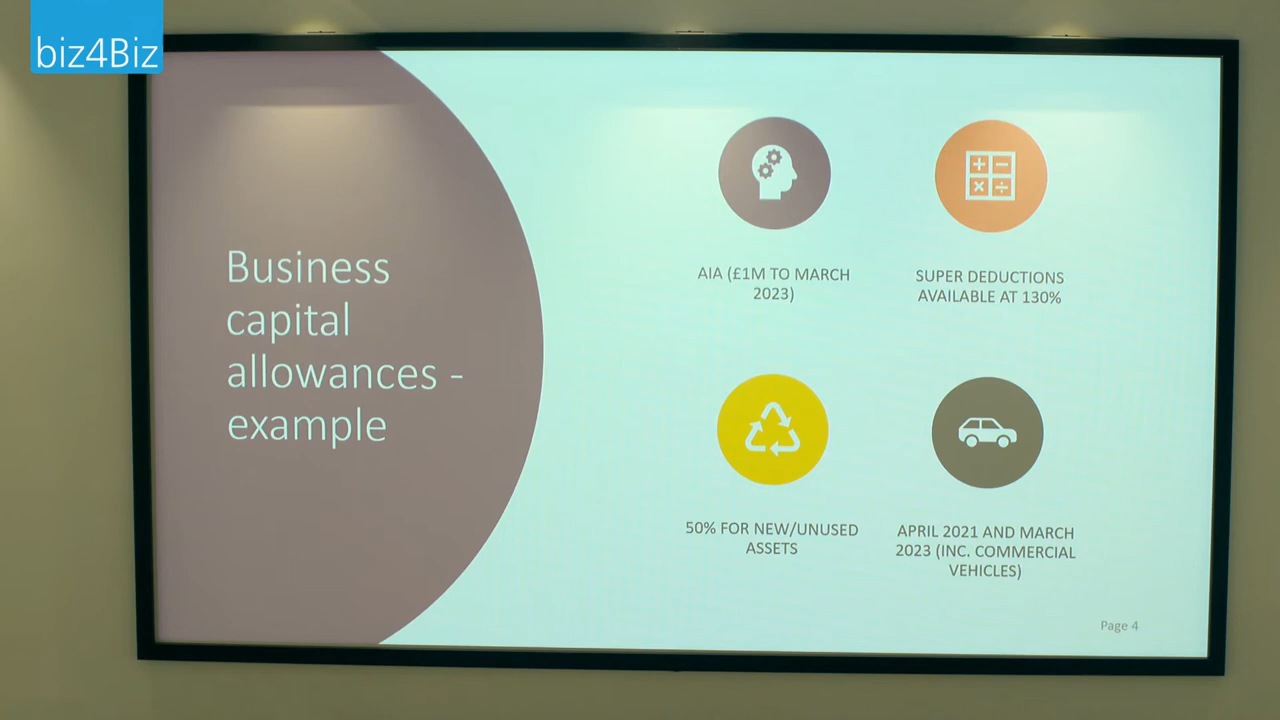 biz4Biz
Business
capital
allowances -
example
AIA (£1M TO MARCH
2023)
SUPER DEDUCTIONS
AVAILABLE AT 130%
50% FOR NEW/UNUSED
ASSETS
APRIL 2021 AND MARCH
2023 (INC. COMMERCIAL
VEHICLES)
Page 4